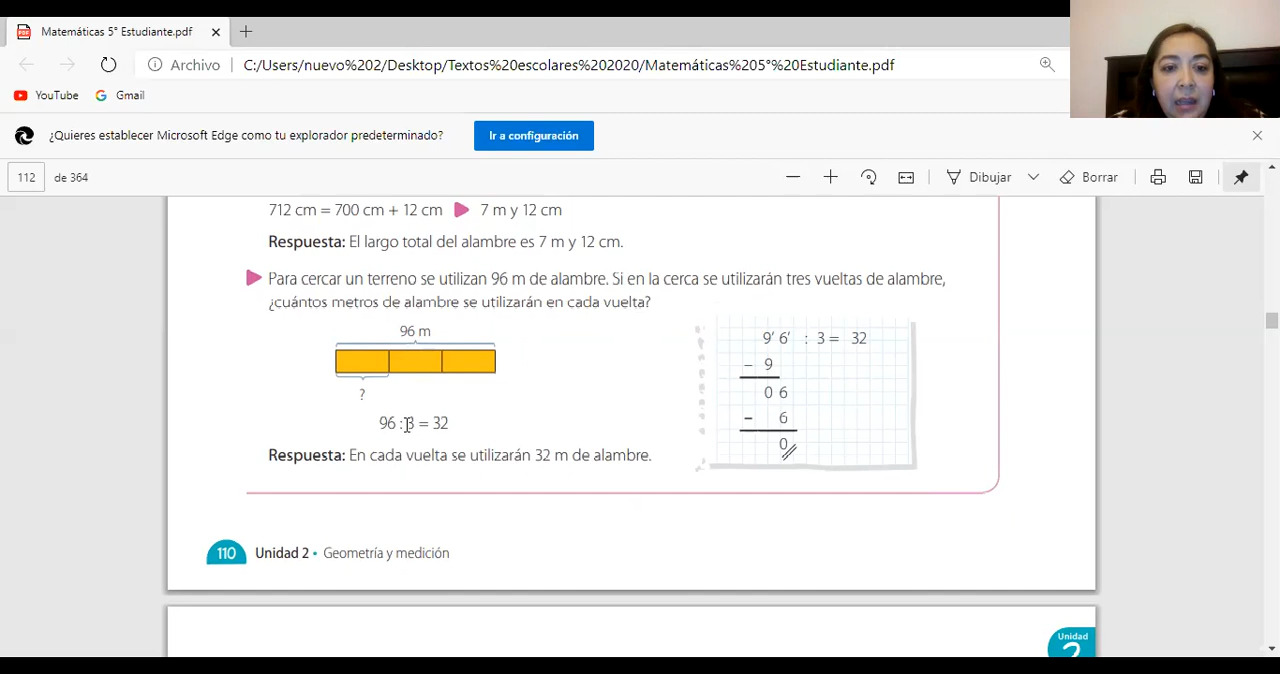 Matemáticas 5° Estudiante.pdf
Archivo C:/Users/nuevo%202/Desktop/Textos%20escolares%202020/Matemáticas%205°%20Estudiante.pdf
YouTube Gmail
¿Quieres establecer Microsoft Edge como tu explorador predeterminado? Ir a configuración
112 de 364 Dibujar Borrar
712 cm = 700 cm + 12 cm 7 m y 12 cm
Respuesta: El largo total del alambre es 7 m y 12 cm.
Para cercar un terreno se utilizan 96 m de alambre. Si en la cerca se utilizarán tres vueltas de alambre,
¿cuántos metros de alambre se utilizarán en cada vuelta?
96 m
?
96 : 3 = 32
Respuesta: En cada vuelta se utilizarán 32 m de alambre.
9′ 6′ : 3 = 32
– 9
0 6
– 6
0
110 Unidad 2 • Geometría y medición
Unidad
2